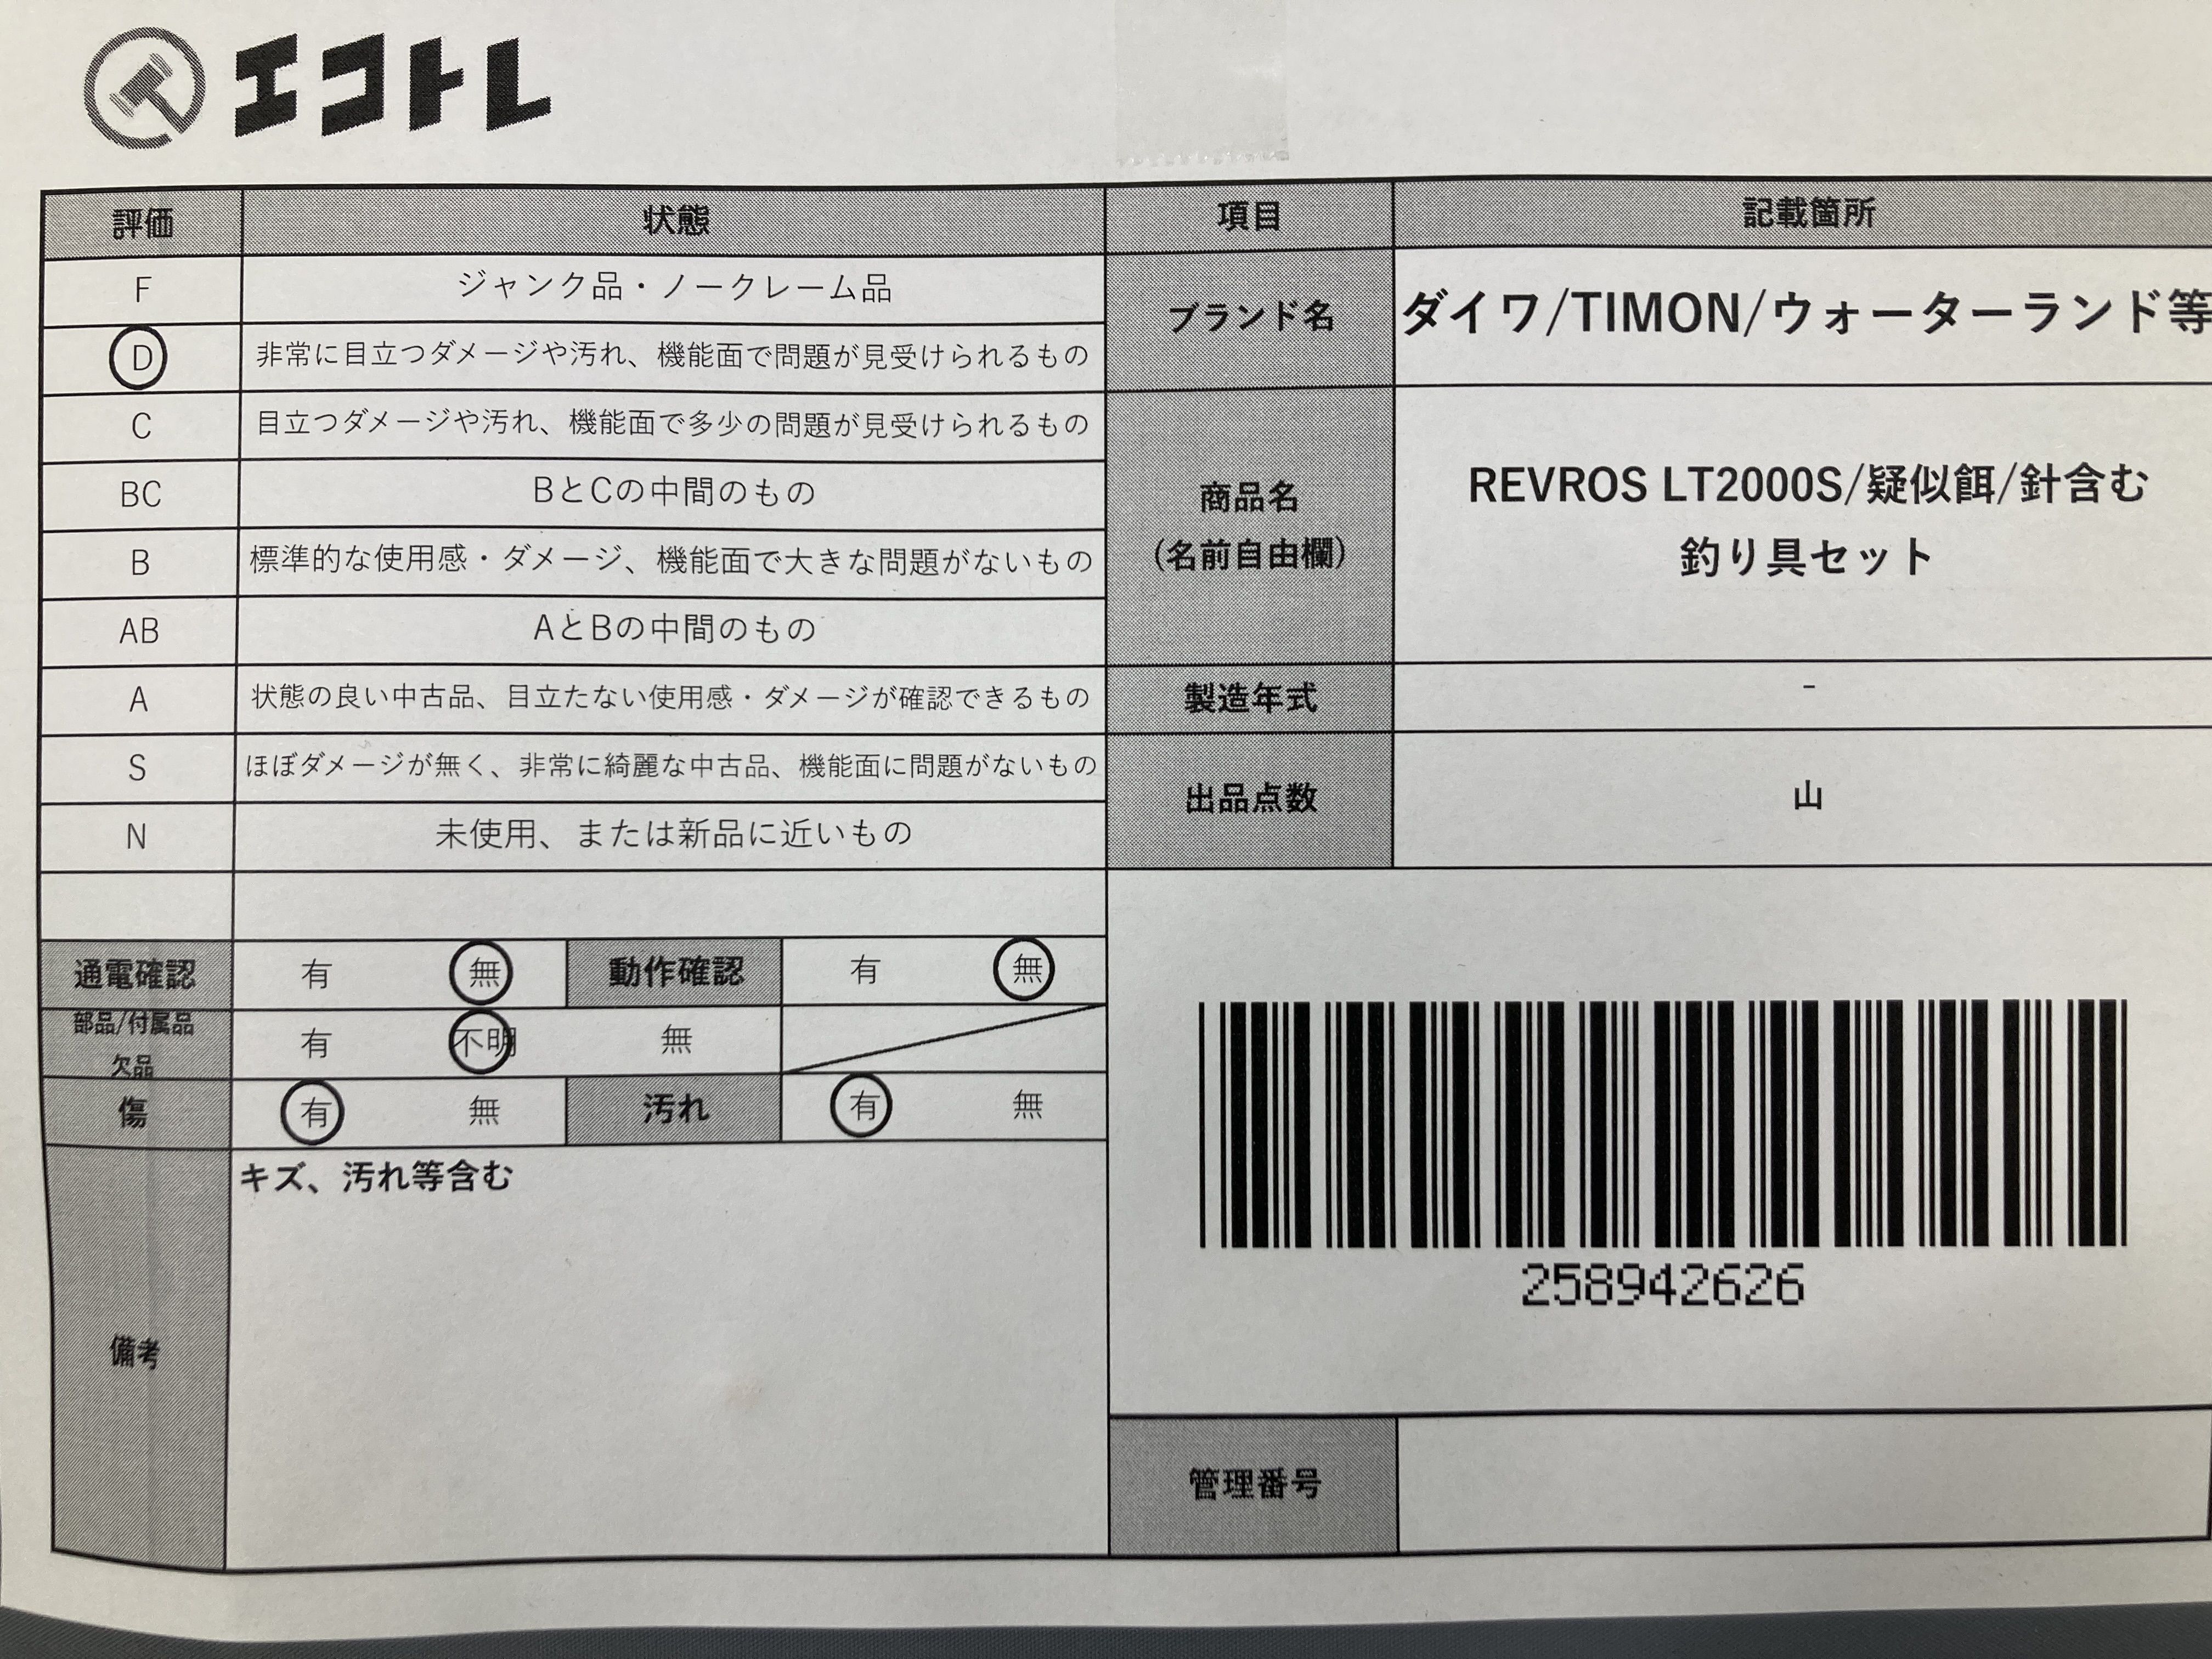 エコトレ
評価 状態
F ジャンク品・ノークレーム品
D 非常に目立つダメージや汚れ、機能面で問題が見受けられるもの
C 目立つダメージや汚れ、機能面で多少の問題が見受けられるもの
BC BとCの中間のもの
B 標準的な使用感・ダメージ、機能面で大きな問題がないもの
AB AとBの中間のもの
A 状態の良い中古品、目立たない使用感・ダメージが確認できるもの
S ほぼダメージが無く、非常に綺麗な中古品、機能面に問題がないもの
N 未使用、または新品に近いもの
通電確認 有 無 動作確認 有 無
部品/付属品
欠品 有 不明 無
傷 有 無 汚れ 有 無
備考 キズ、汚れ等含む
項目 記載箇所
ブランド名 ダイワ/TIMON/ウォーターランド等
商品名
(名前自由欄)
REVROS LT2000S/疑似餌/針含む
釣り具セット
製造年式 -
出品点数 山
258942626
管理番号